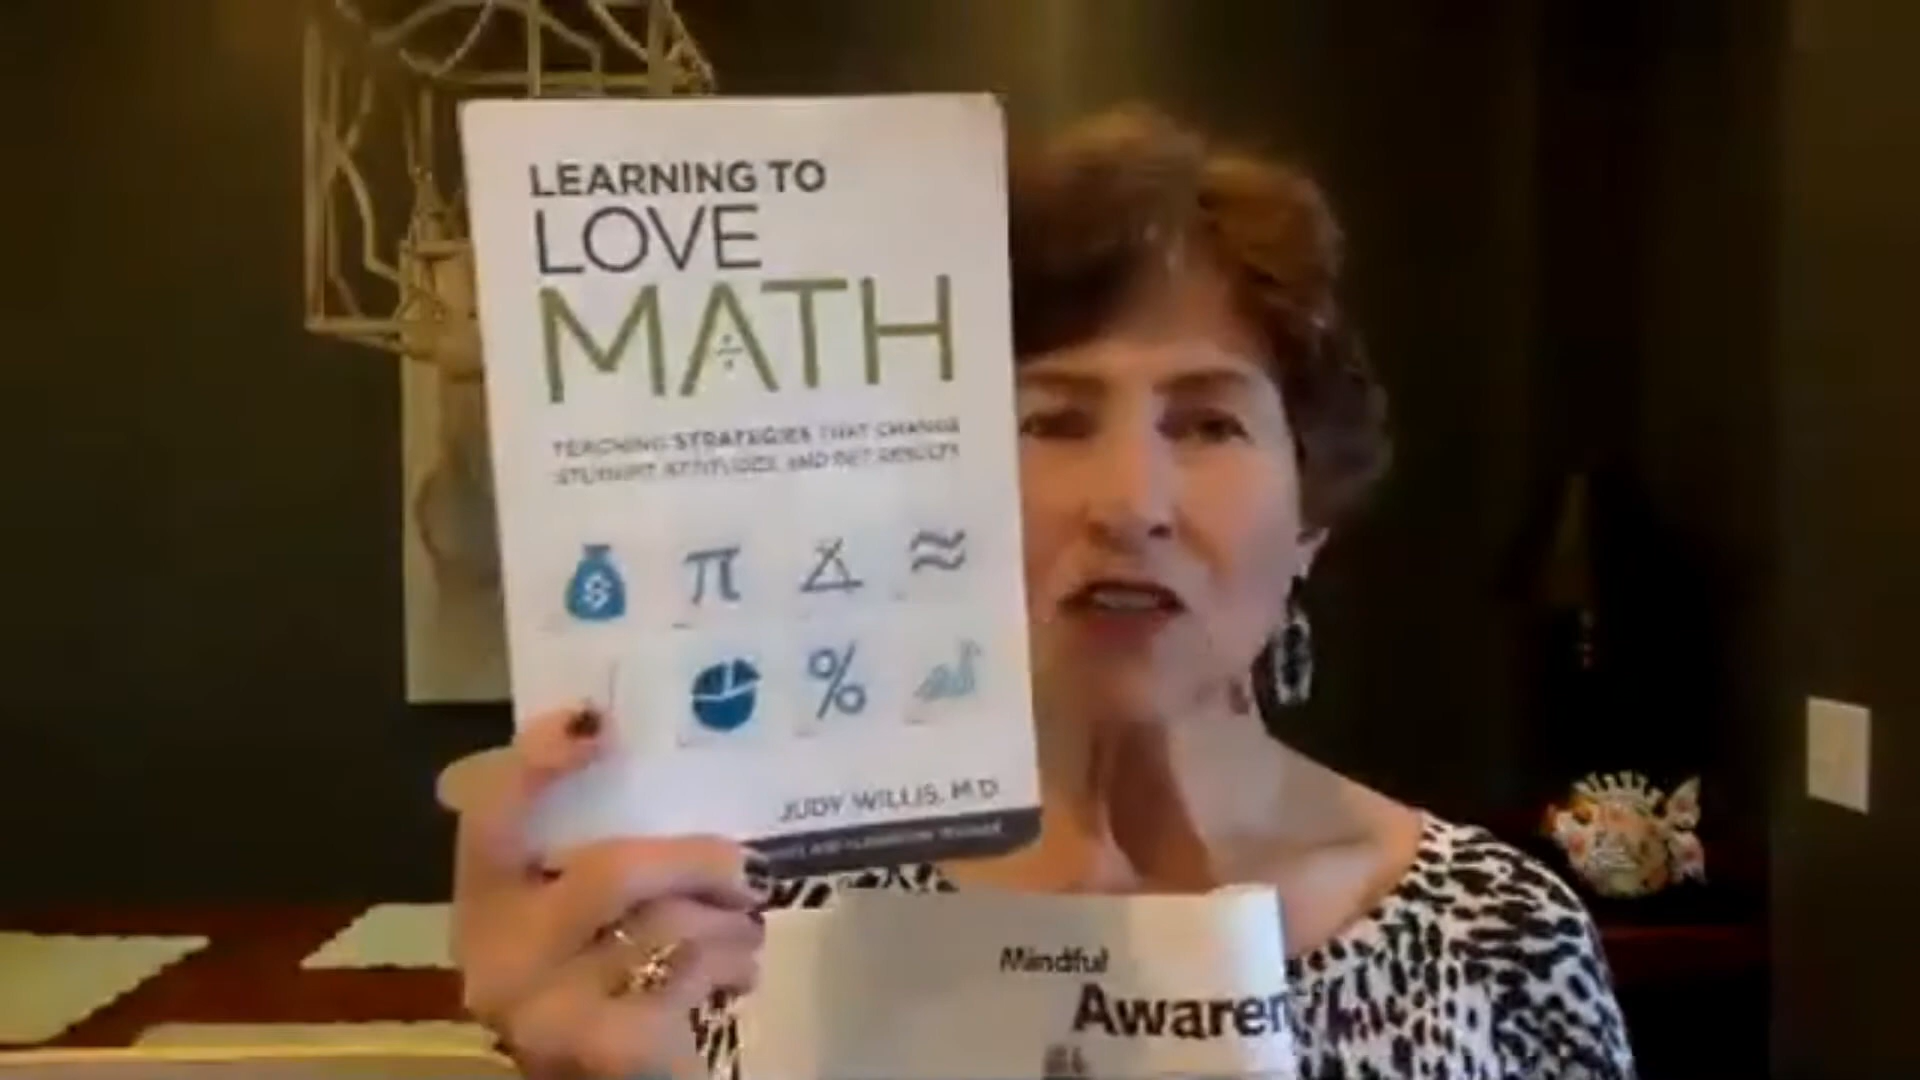 LEARNING TO
LOVE
MATH
TEACHING STRATEGIES THAT CHANGE
STUDENT ATTITUDES AND GET RESULTS
$
π
≈
%
JUDY WILLIS, M.D.
Mindful
Awaren